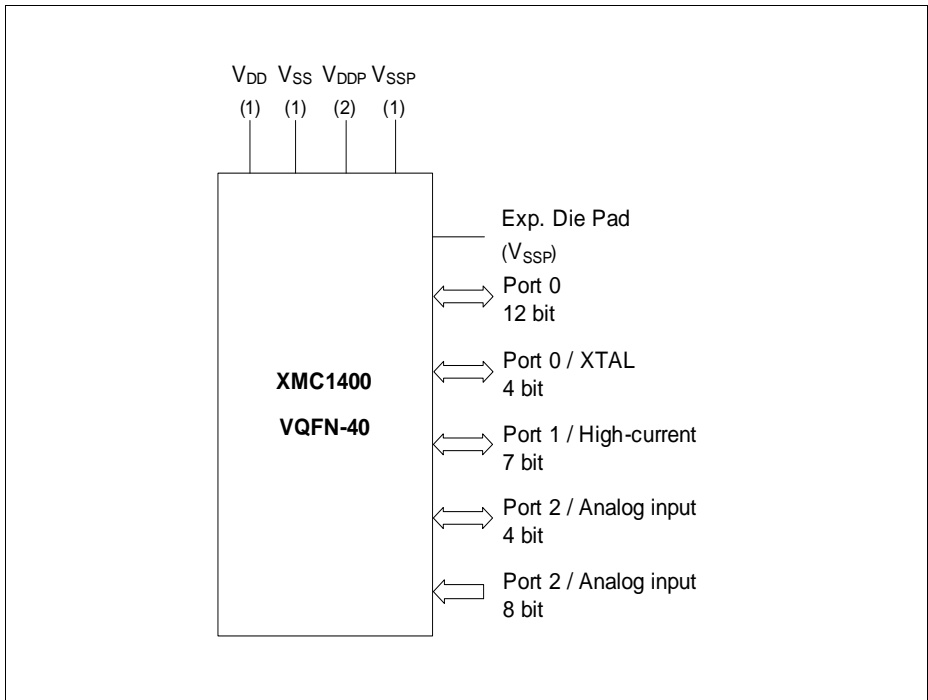 VDD VSS VDDP VSSP
(1) (1) (2) (1)
Exp. Die Pad
(VSSP)
Port 0
12 bit
Port 0 / XTAL
4 bit
XMC1400
VQFN-40
Port 1 / High-current
7 bit
Port 2 / Analog input
4 bit
Port 2 / Analog input
8 bit